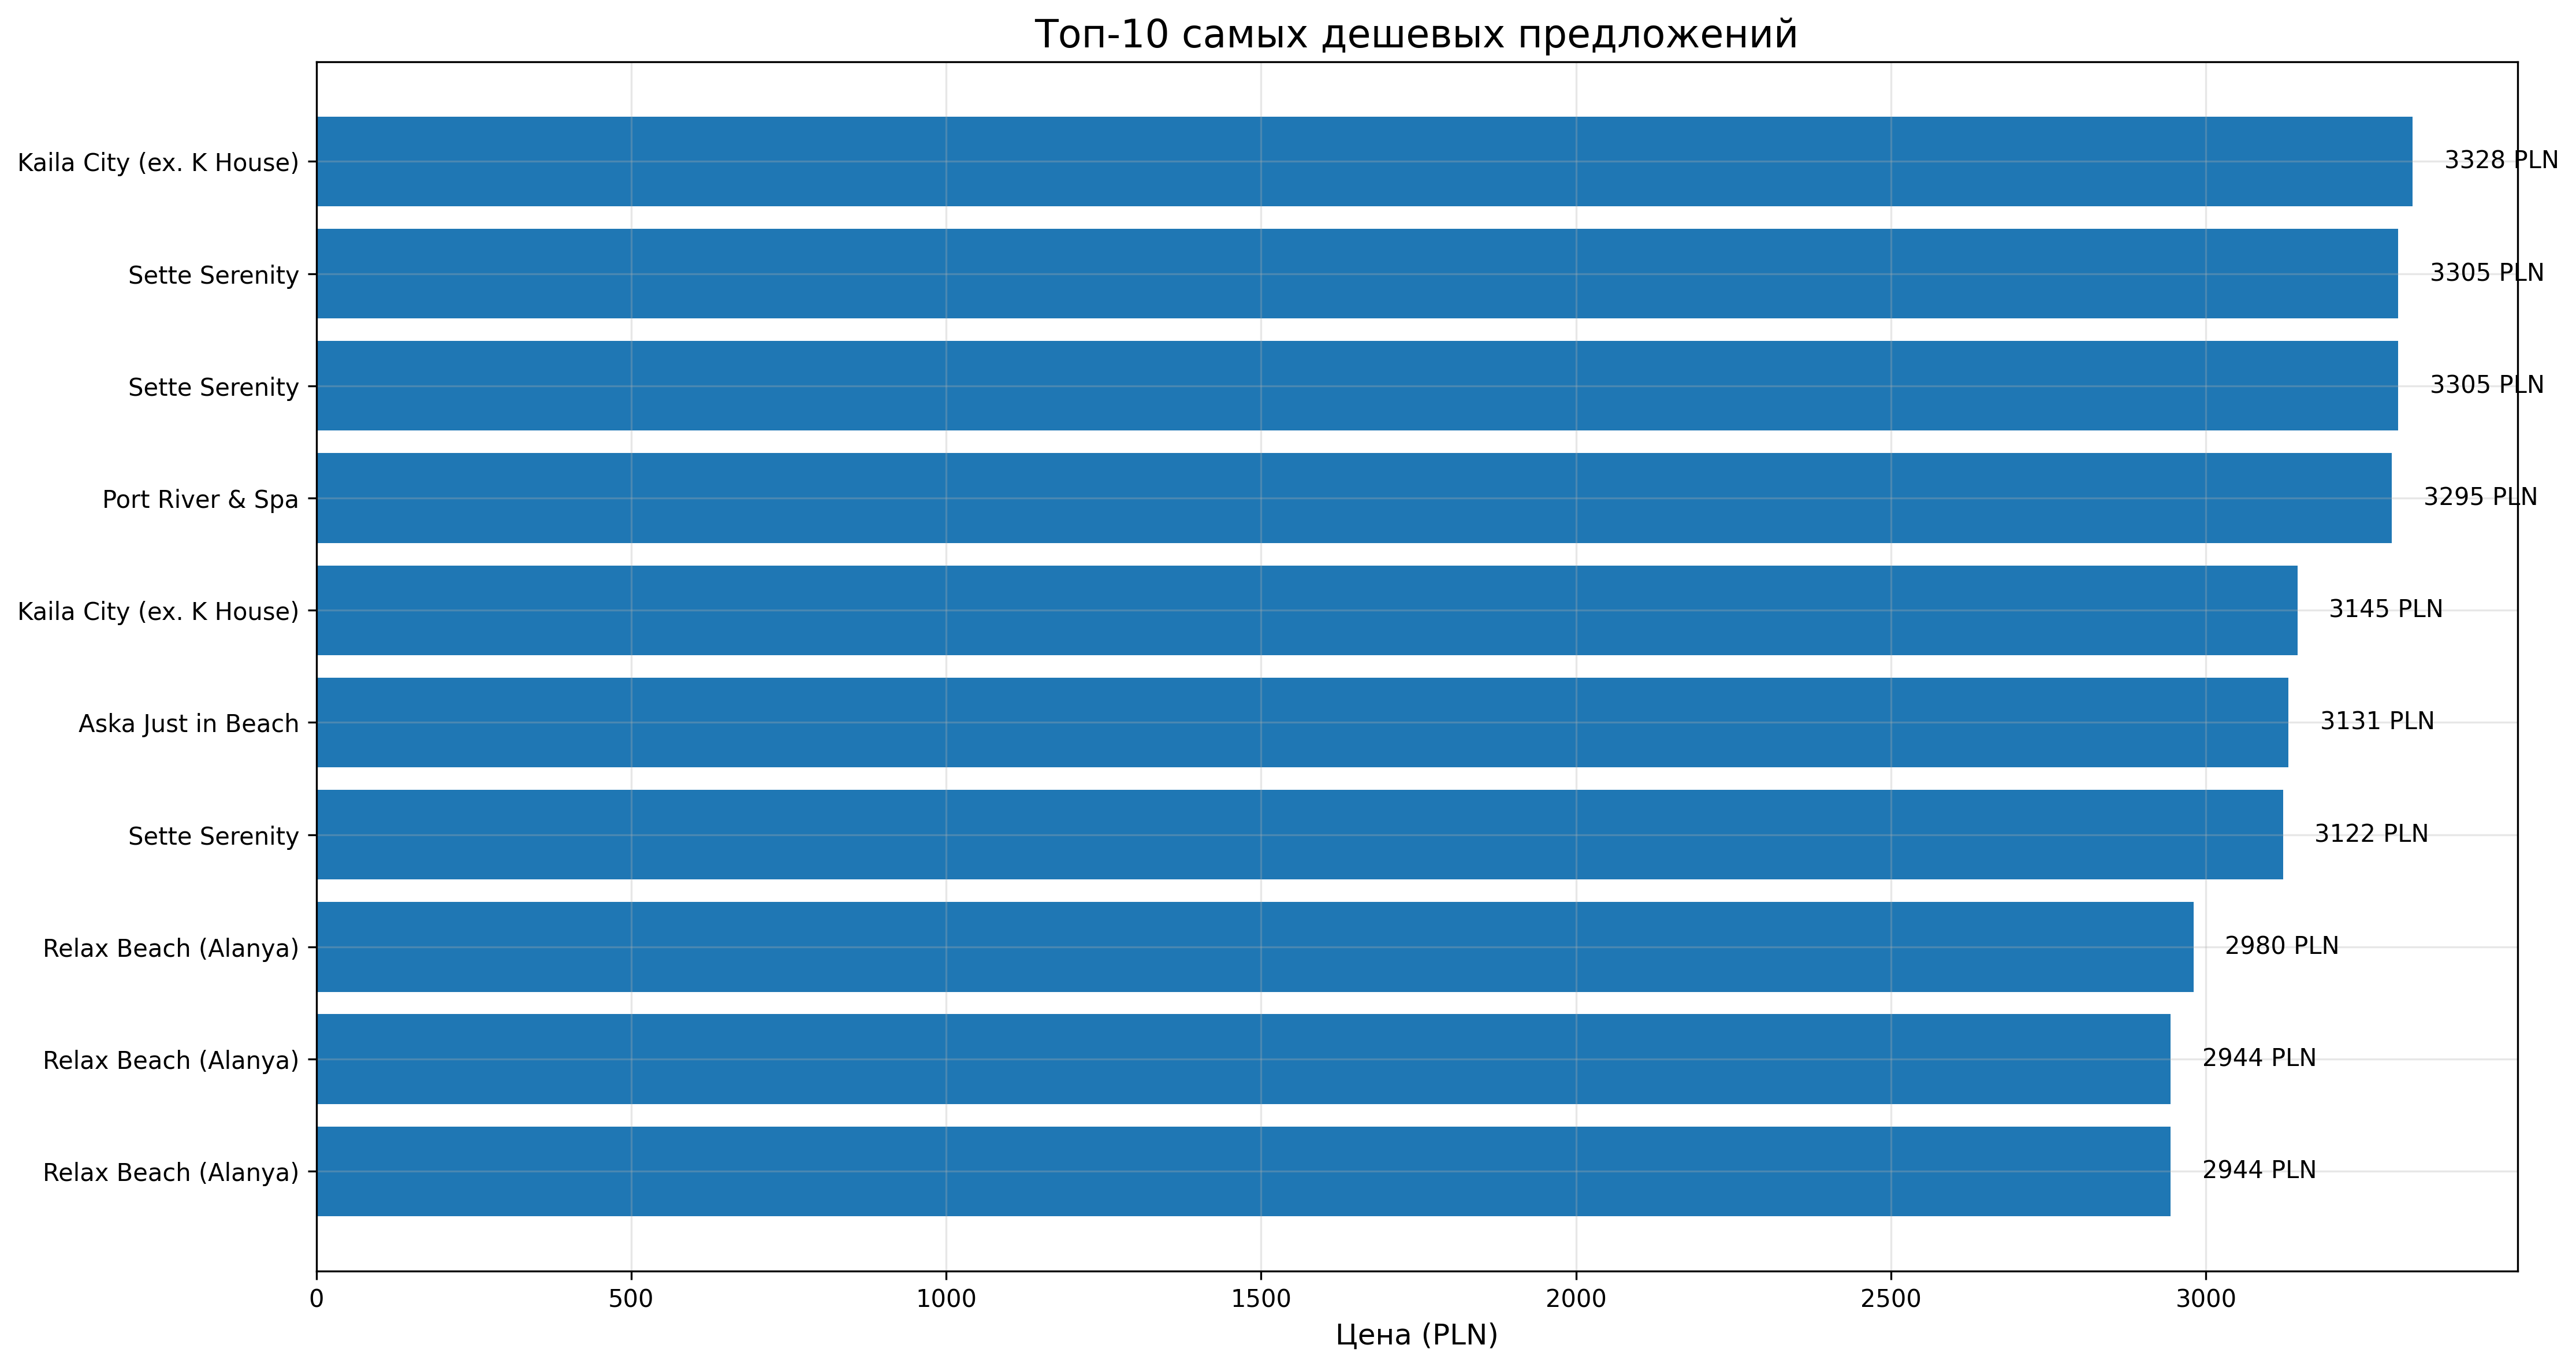 Топ-10 самых дешевых предложений
Kaila City (ex. K House)
3328 PLN
Sette Serenity
3305 PLN
Sette Serenity
3305 PLN
Port River & Spa
3295 PLN
Kaila City (ex. K House)
3145 PLN
Aska Just in Beach
3131 PLN
Sette Serenity
3122 PLN
Relax Beach (Alanya)
2980 PLN
Relax Beach (Alanya)
2944 PLN
Relax Beach (Alanya)
2944 PLN
0 500 1000 1500 2000 2500 3000
Цена (PLN)